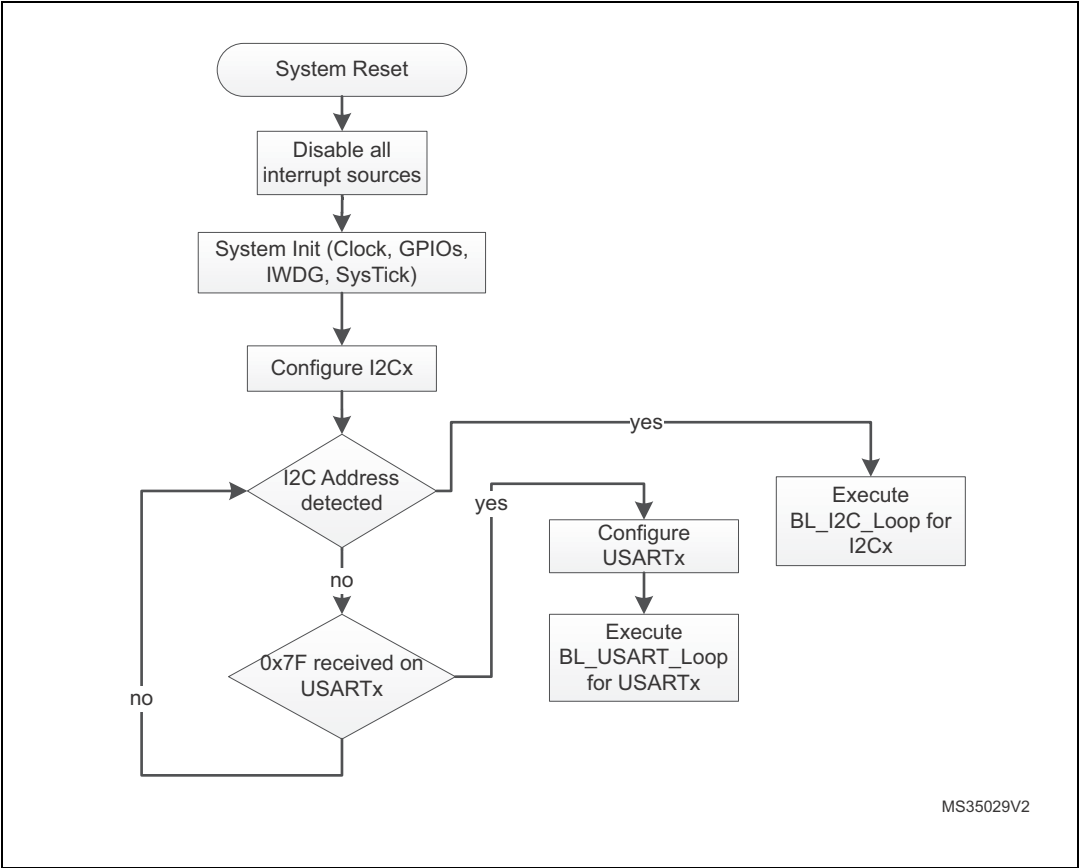 System Reset
Disable all
interrupt sources
System Init (Clock, GPIOs,
IWDG, SysTick)
Configure I2Cx
I2C Address
detected
yes
Execute
BL_I2C_Loop for
I2Cx
yes
Configure
USARTx
no
Execute
BL_USART_Loop
for USARTx
0x7F received on
USARTx
no
MS35029V2